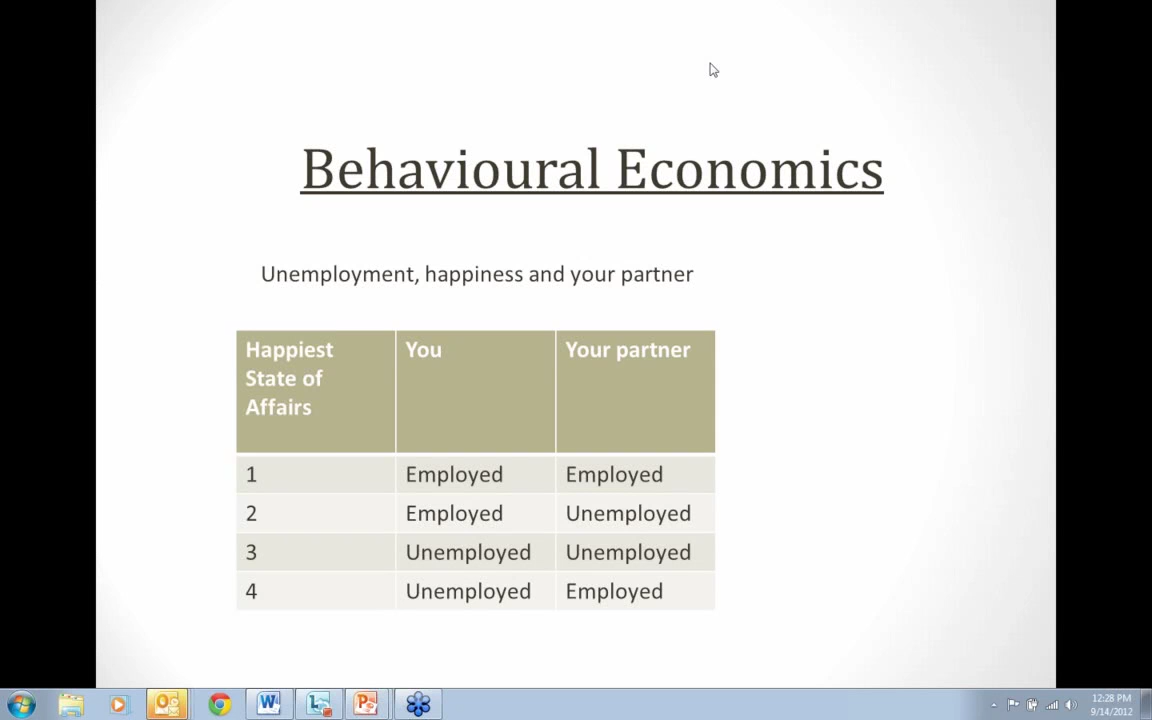 Behavioural Economics
Unemployment, happiness and your partner
Happiest You Your partner
State of
Affairs
1 Employed Employed
2 Employed Unemployed
3 Unemployed Unemployed
4 Unemployed Employed
12:28 PM
9/14/2012